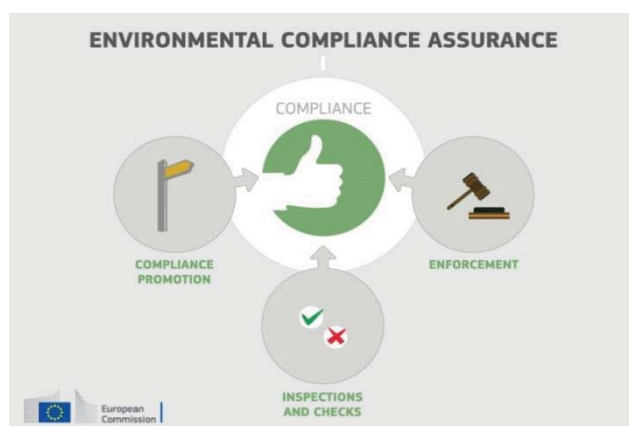 ENVIRONMENTAL COMPLIANCE ASSURANCE
COMPLIANCE
COMPLIANCE
PROMOTION
ENFORCEMENT
INSPECTIONS
AND CHECKS
European
Commission